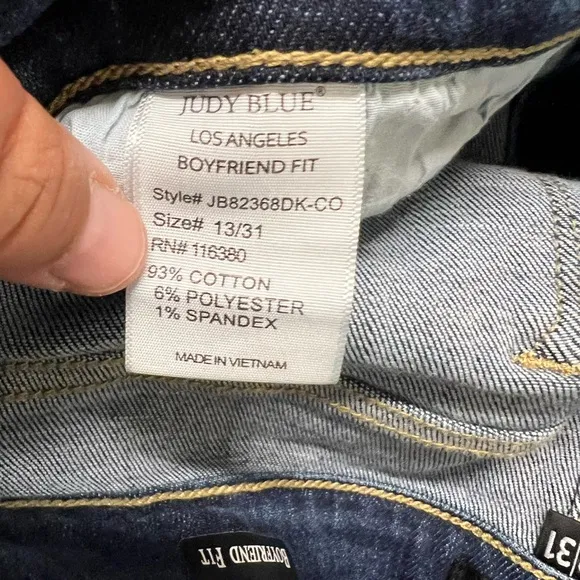 JUDY BLUE®
LOS ANGELES
BOYFRIEND FIT
Style# JB82368DK-CO
Size# 13/31
RN# 116380
93% COTTON
6% POLYESTER
1% SPANDEX
MADE IN VIETNAM
BOYFRIEND FIT
/31